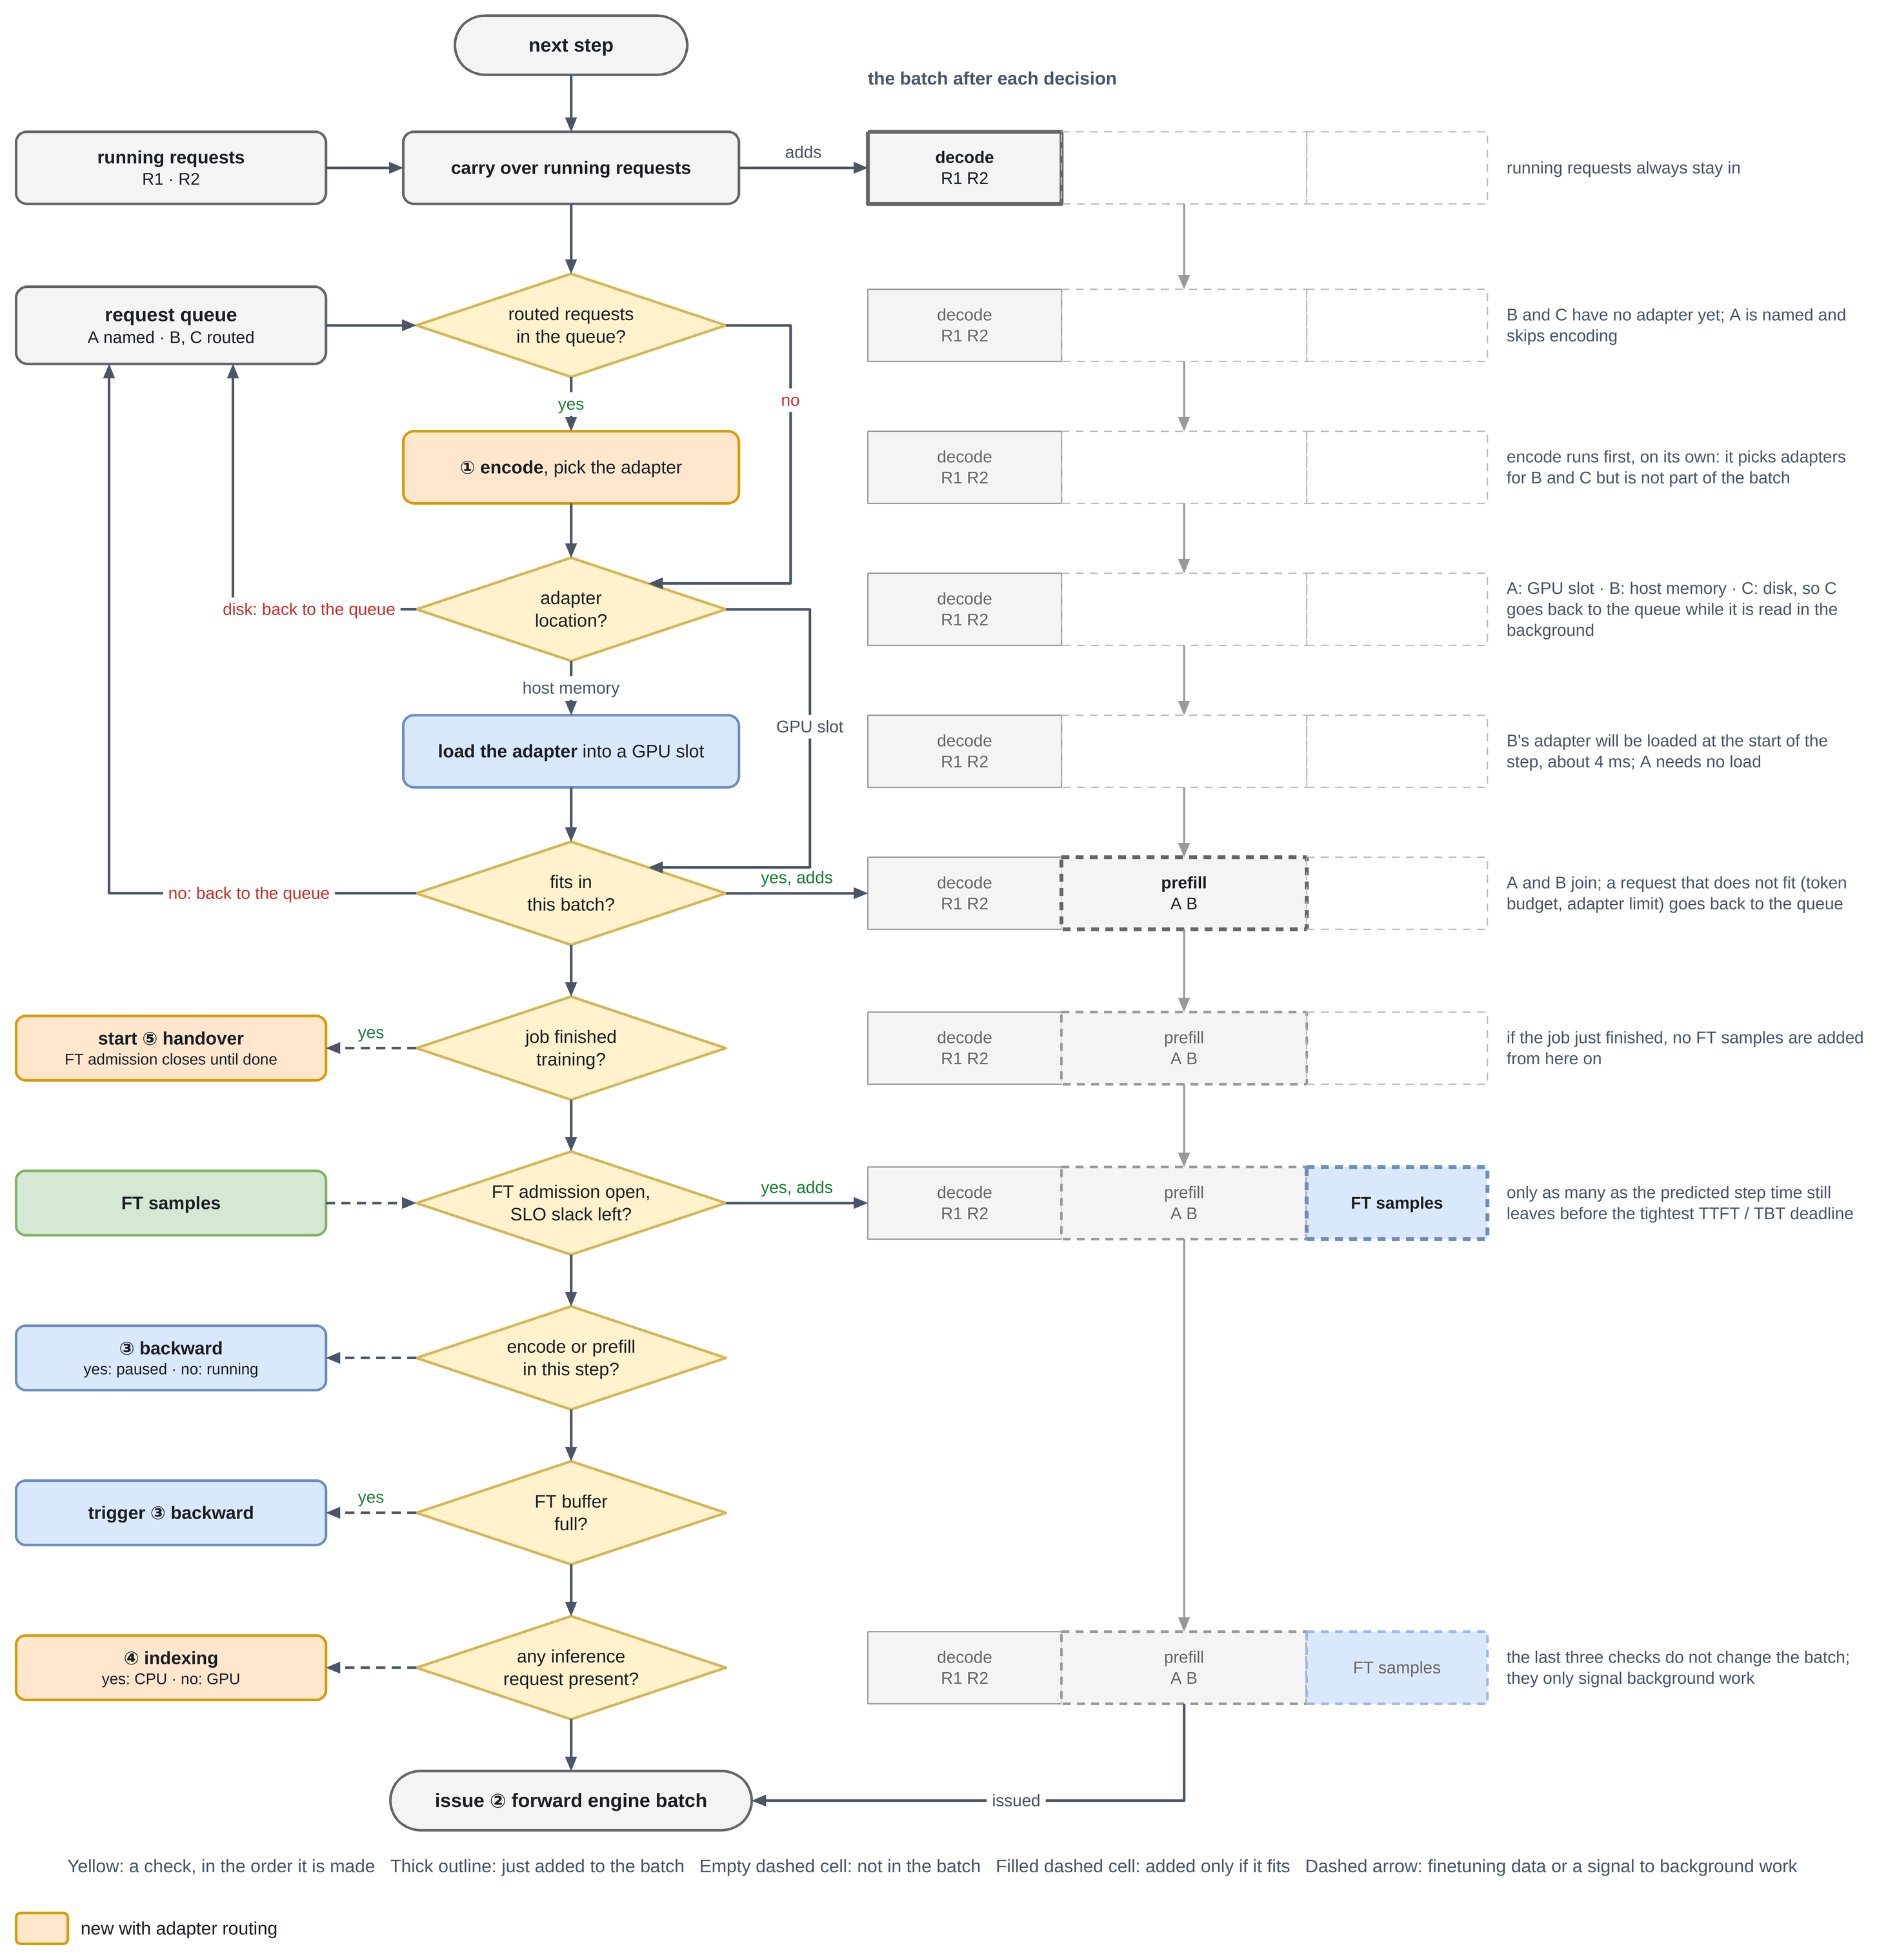 next step
the batch after each decision
running requests
R1 · R2
carry over running requests
adds
decode
R1 R2
running requests always stay in
request queue
A named · B, C routed
routed requests
in the queue?
decode
R1 R2
B and C have no adapter yet; A is named and
skips encoding
yes
no
① encode, pick the adapter
decode
R1 R2
encode runs first, on its own: it picks adapters
for B and C but is not part of the batch
disk: back to the queue
adapter
location?
decode
R1 R2
A: GPU slot · B: host memory · C: disk, so C
goes back to the queue while it is read in the
background
host memory
GPU slot
load the adapter into a GPU slot
decode
R1 R2
B's adapter will be loaded at the start of the
step, about 4 ms; A needs no load
no: back to the queue
fits in
this batch?
yes, adds
decode
R1 R2
prefill
A B
A and B join; a request that does not fit (token
budget, adapter limit) goes back to the queue
start ⑤ handover
FT admission closes until done
yes
job finished
training?
decode
R1 R2
prefill
A B
if the job just finished, no FT samples are added
from here on
FT samples
FT admission open,
SLO slack left?
yes, adds
decode
R1 R2
prefill
A B
FT samples
only as many as the predicted step time still
leaves before the tightest TTFT / TBT deadline
③ backward
yes: paused · no: running
encode or prefill
in this step?
trigger ③ backward
yes
FT buffer
full?
④ indexing
yes: CPU · no: GPU
any inference
request present?
decode
R1 R2
prefill
A B
FT samples
the last three checks do not change the batch;
they only signal background work
issue ② forward engine batch
issued
Yellow: a check, in the order it is made Thick outline: just added to the batch Empty dashed cell: not in the batch Filled dashed cell: added only if it fits Dashed arrow: finetuning data or a signal to background work
new with adapter routing